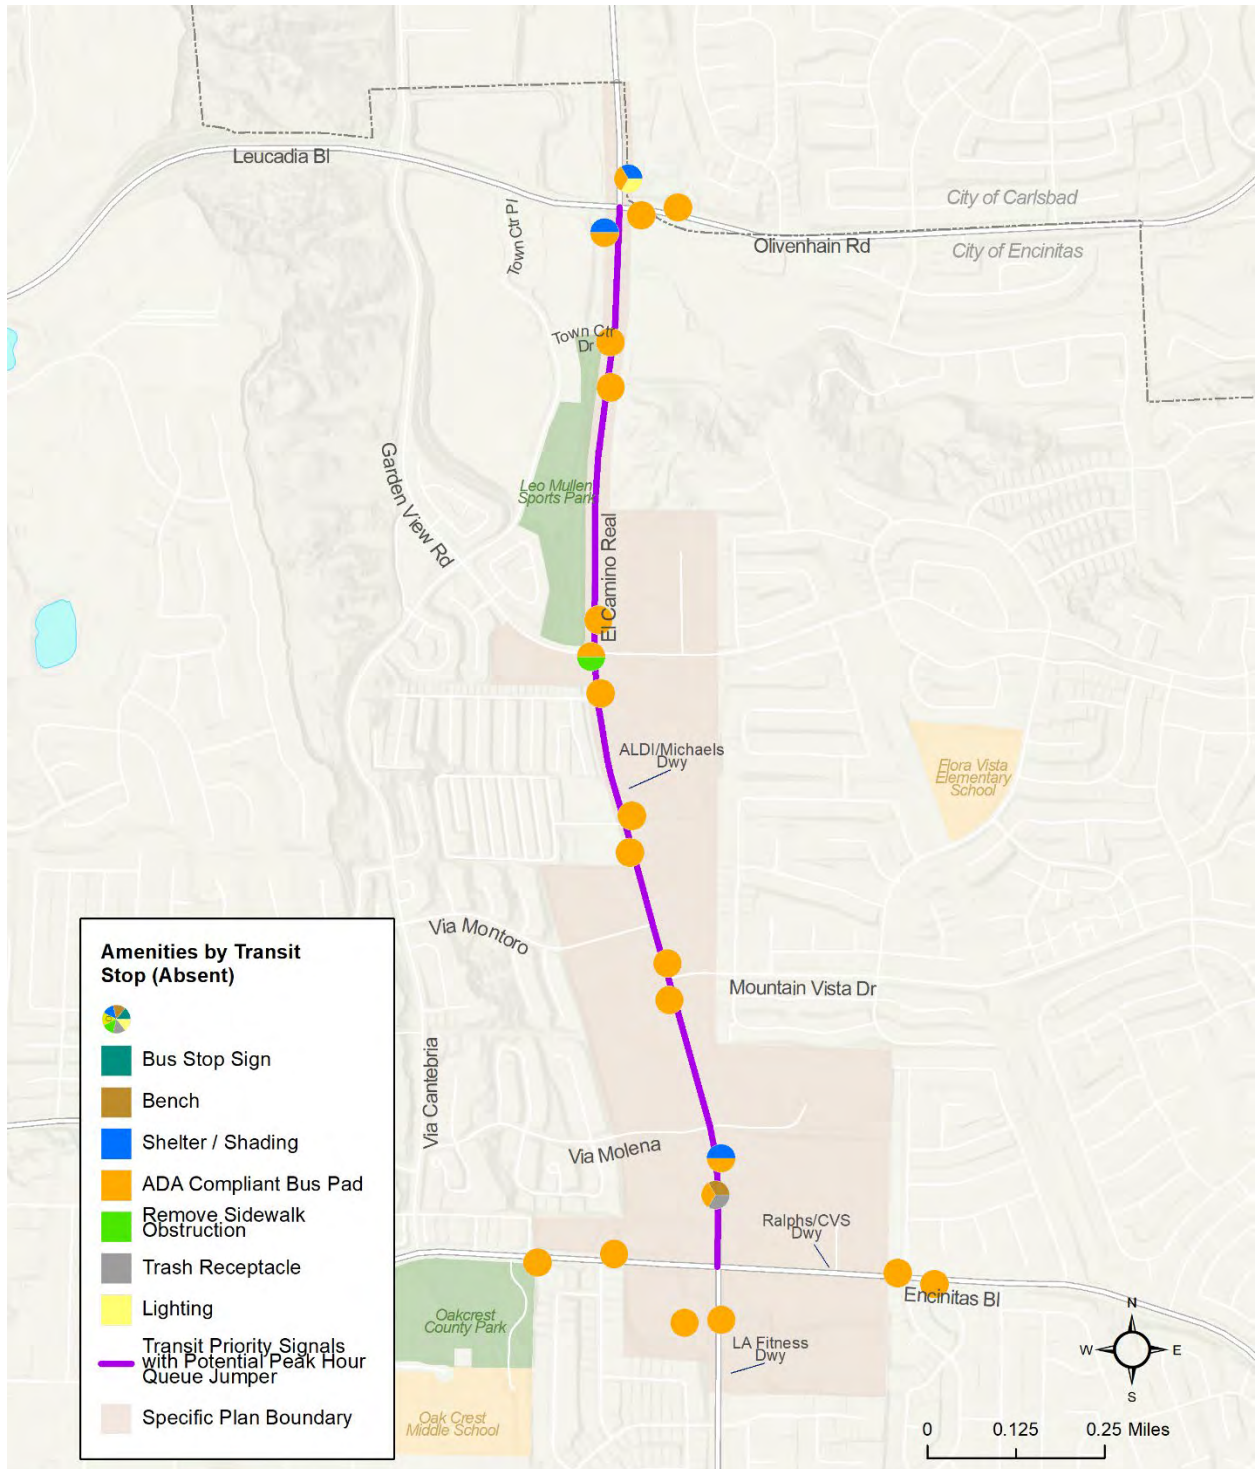 Leucadia Bl
City of Carlsbad
Town Ctr Pl
Olivenhain Rd
City of Encinitas
Town Ctr
Dr
Garden View Rd
Leo Mullen
Sports Park
El Camino Real
ALDI/Michaels
Dwy
Flora Vista
Elementary
School
Via Montoro
Mountain Vista Dr
Via Cantebria
Via Molena
Ralphs/CVS
Dwy
Encinitas Bl
Oakcrest
County Park
LA Fitness
Dwy
Oak Crest
Middle School
Amenities by Transit
Stop (Absent)
Bus Stop Sign
Bench
Shelter / Shading
ADA Compliant Bus Pad
Remove Sidewalk
Obstruction
Trash Receptacle
Lighting
Transit Priority Signals
with Potential Peak Hour
Queue Jumper
Specific Plan Boundary
N
W E
S
0 0.125 0.25 Miles